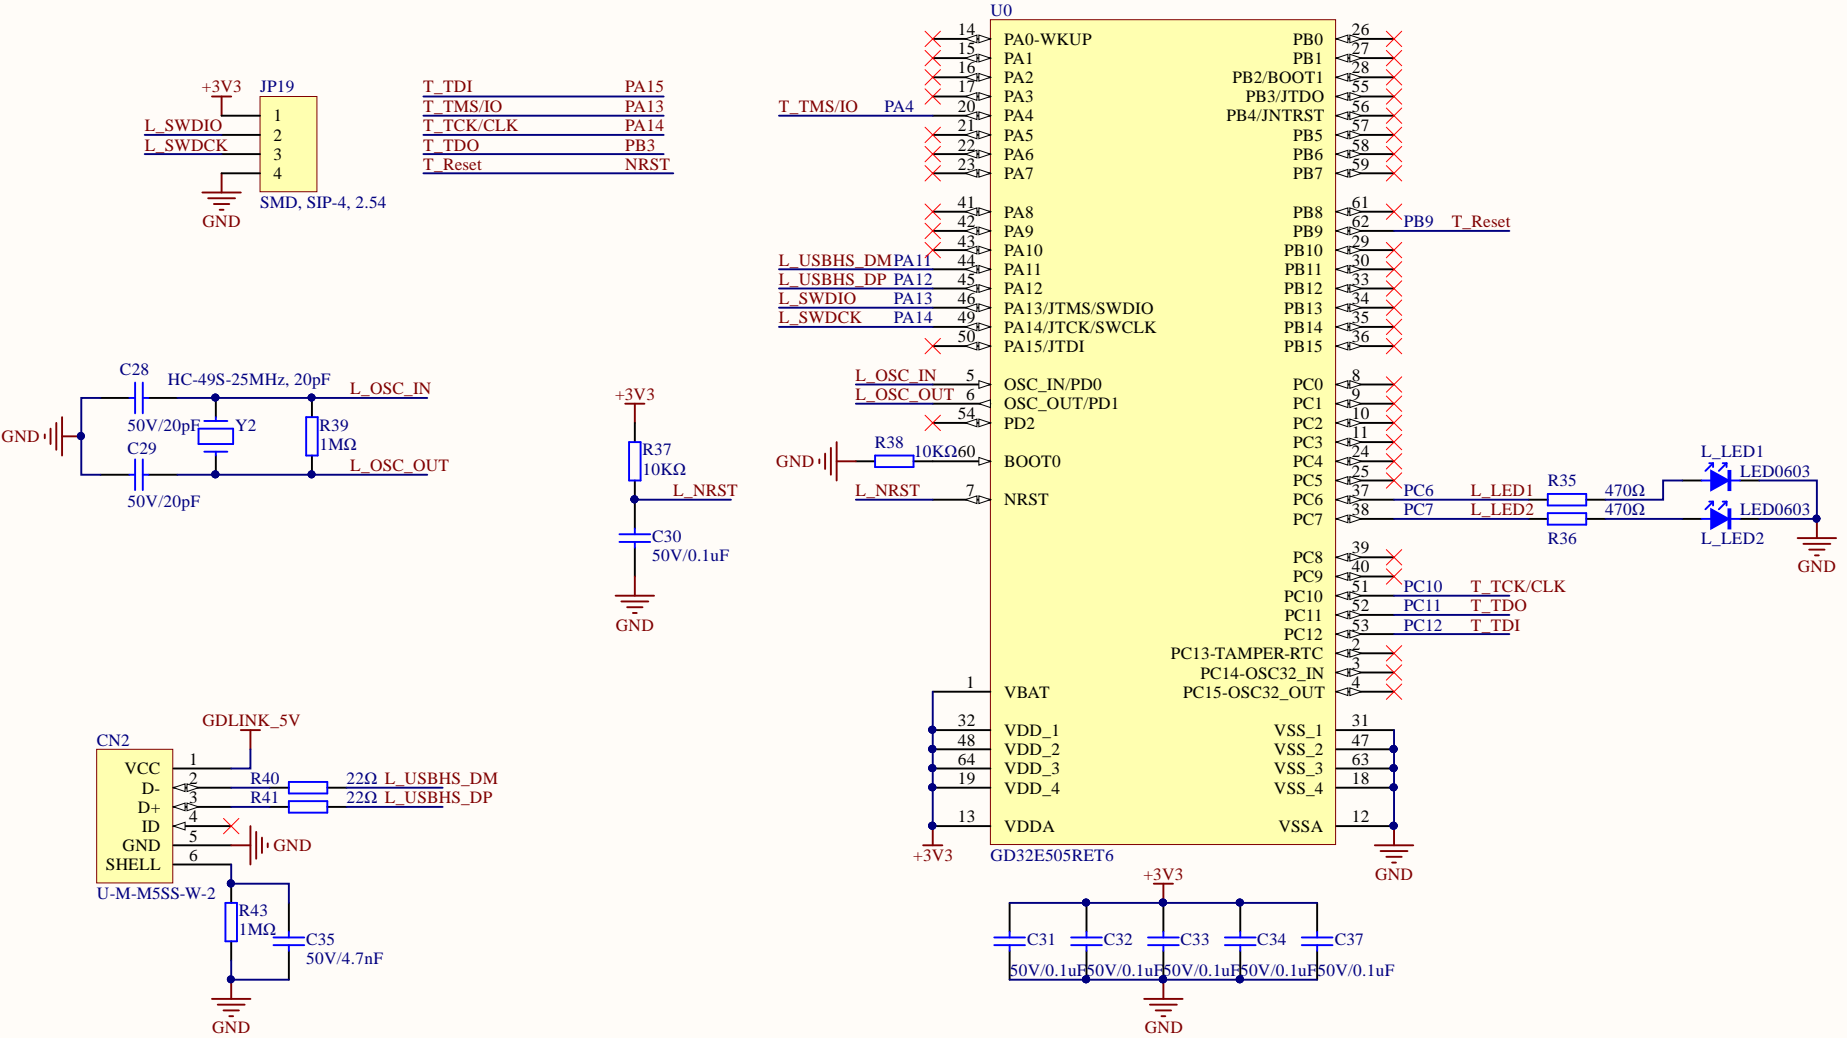 +3V3
JP19
1
2
3
4
L_SWDIO
L_SWDCK
GND
SMD, SIP-4, 2.54
T_TDI PA15
T_TMS/IO PA13
T_TCK/CLK PA14
T_TDO PB3
T_Reset NRST
C28
HC-49S-25MHz, 20pF
L_OSC_IN
50V/20pF
Y2
R39
1MΩ
GND
C29
L_OSC_OUT
50V/20pF
+3V3
R37
10KΩ
L_NRST
C30
50V/0.1uF
GND
GDLINK_5V
CN2
VCC 1
D- 2 R40 22Ω L_USBHS_DM
D+ 3 R41 22Ω L_USBHS_DP
ID 4
GND 5 GND
SHELL 6
U-M-M5SS-W-2
R43
1MΩ
C35
50V/4.7nF
GND
U0
14 PA0-WKUP
15 PA1
16 PA2
17 PA3
T_TMS/IO PA4 20 PA4
21 PA5
22 PA6
23 PA7
41 PA8
42 PA9
43 PA10
L_USBHS_DM PA11 44 PA11
L_USBHS_DP PA12 45 PA12
L_SWDIO PA13 46 PA13/JTMS/SWDIO
L_SWDCK PA14 49 PA14/JTCK/SWCLK
50 PA15/JTDI
L_OSC_IN 5 OSC_IN/PD0
L_OSC_OUT 6 OSC_OUT/PD1
54 PD2
GND R38 10KΩ 60 BOOT0
L_NRST 7 NRST
1 VBAT
32 VDD_1
48 VDD_2
64 VDD_3
19 VDD_4
13 VDDA
+3V3
PB0 26
PB1 27
PB2/BOOT1 28
PB3/JTDO 55
PB4/JNTRST 56
PB5 57
PB6 58
PB7 59
PB8 61
PB9 62 PB9 T_Reset
PB10 29
PB11 30
PB12 33
PB13 34
PB14 35
PB15 36
PC0 8
PC1 9
PC2 10
PC3 11
PC4 24
PC5 25
PC6 37 PC6 L_LED1 R35 470Ω
PC7 38 PC7 L_LED2 R36 470Ω
L_LED1
LED0603
LED0603
L_LED2
GND
PC8 39
PC9 40
PC10 51 PC10 T_TCK/CLK
PC11 52 PC11 T_TDO
PC12 53 PC12 T_TDI
PC13-TAMPER-RTC 2
PC14-OSC32_IN 3
PC15-OSC32_OUT 4
VSS_1 31
VSS_2 47
VSS_3 63
VSS_4 18
VSSA 12
GND
GD32E505RET6
+3V3
C31 C32 C33 C34 C37
50V/0.1uF 50V/0.1uF 50V/0.1uF 50V/0.1uF 50V/0.1uF
GND